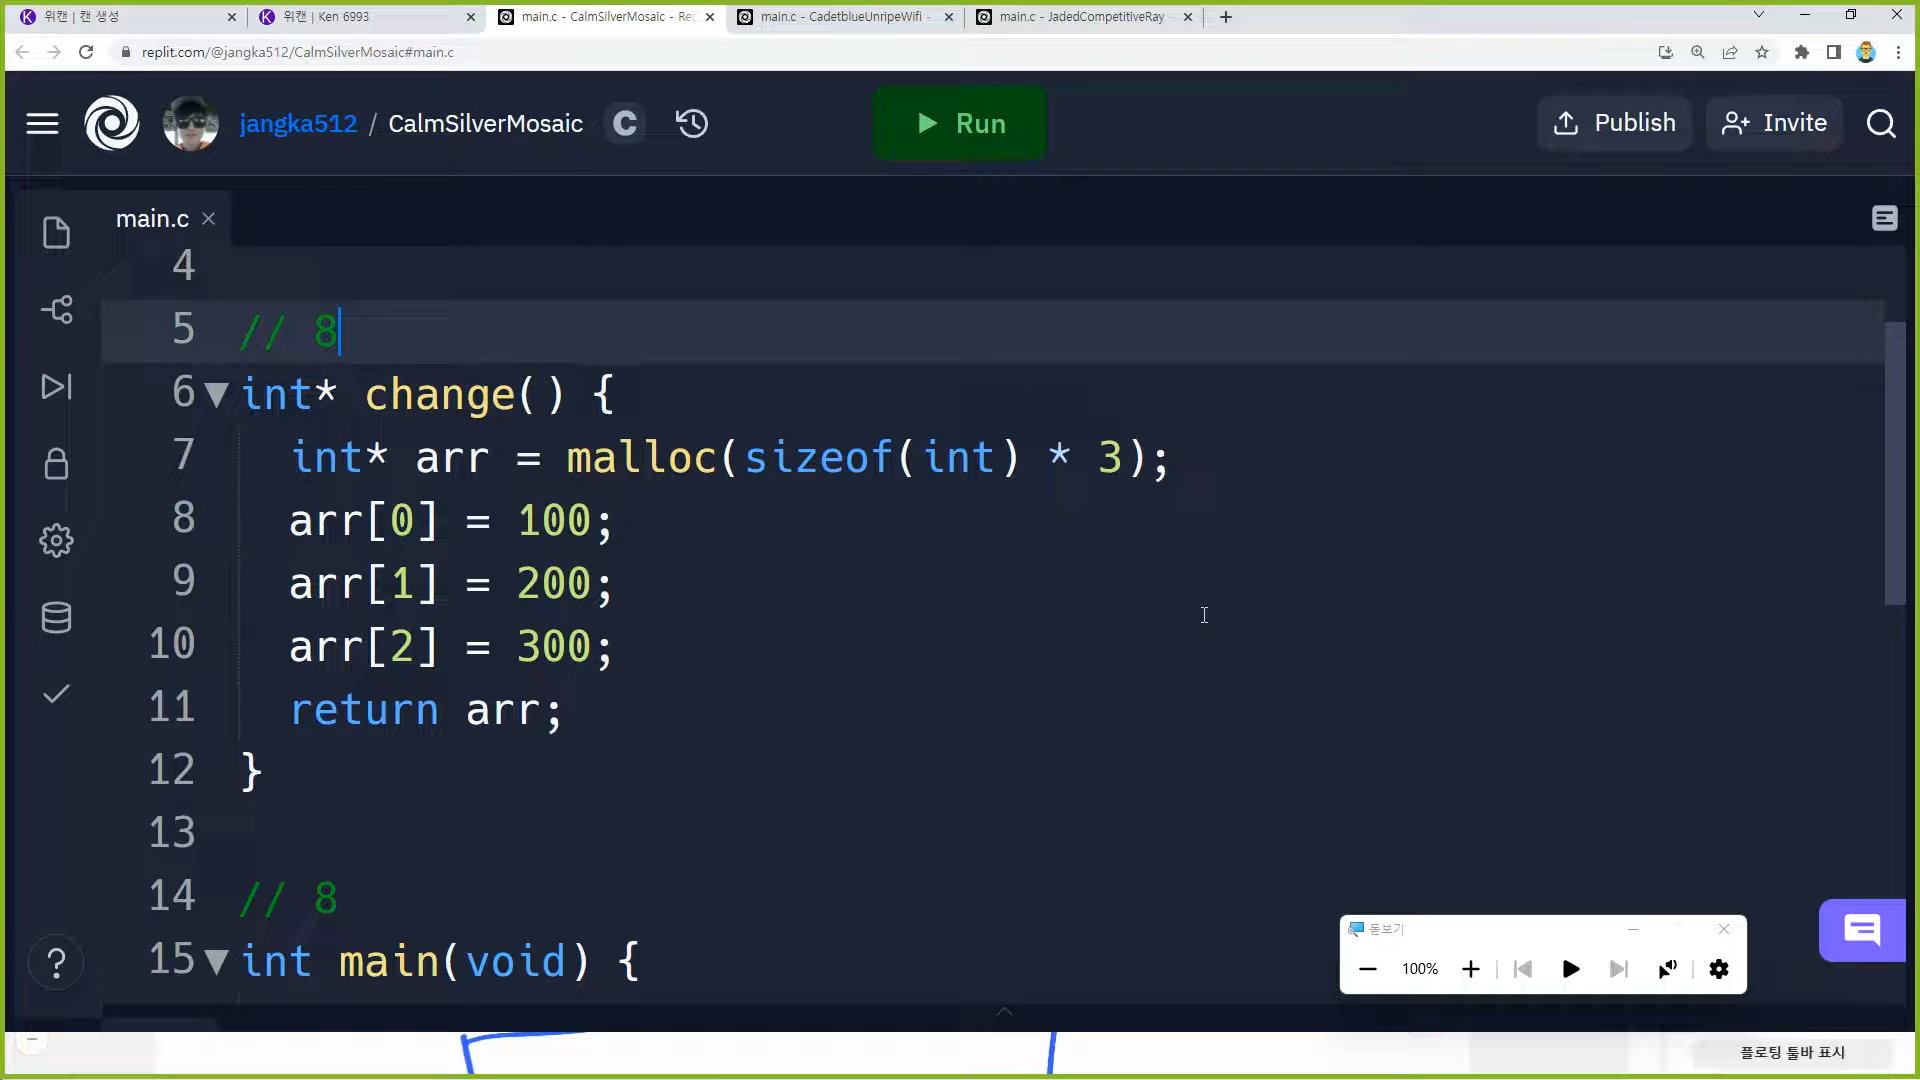 위캔 | 캔 생성
위캔 | Ken 6993
main.c - CalmSilverMosaic - Rep
main.c - CadetblueUnripeWifi -
main.c - JadedCompetitiveRay -
replit.com/@jangka512/CalmSilverMosaic#main.c
jangka512 / CalmSilverMosaic C
Run
Publish
Invite
main.c
4
5 // 8
6 int* change() {
7 int* arr = malloc(sizeof(int) * 3);
8 arr[0] = 100;
9 arr[1] = 200;
10 arr[2] = 300;
11 return arr;
12 }
13
14 // 8
15 int main(void) {
돋보기
100%
플로팅 툴바 표시